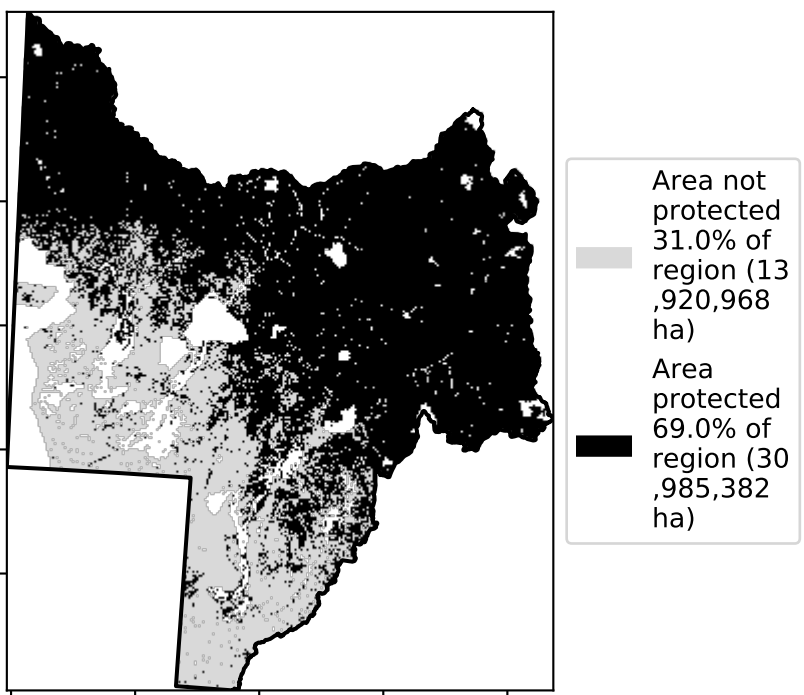 Area not
protected
31.0% of
region (13
,920,968
ha)
Area
protected
69.0% of
region (30
,985,382
ha)